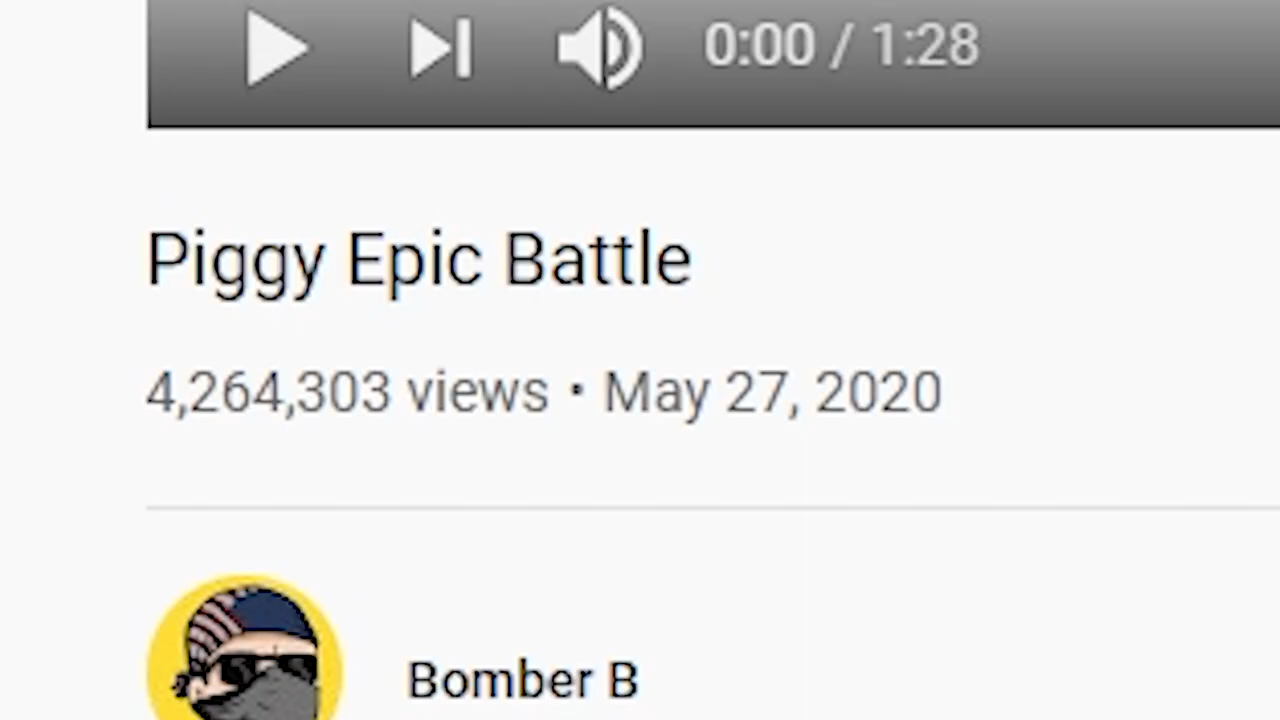 0:00 / 1:28
Piggy Epic Battle
4,264,303 views • May 27, 2020
Bomber B